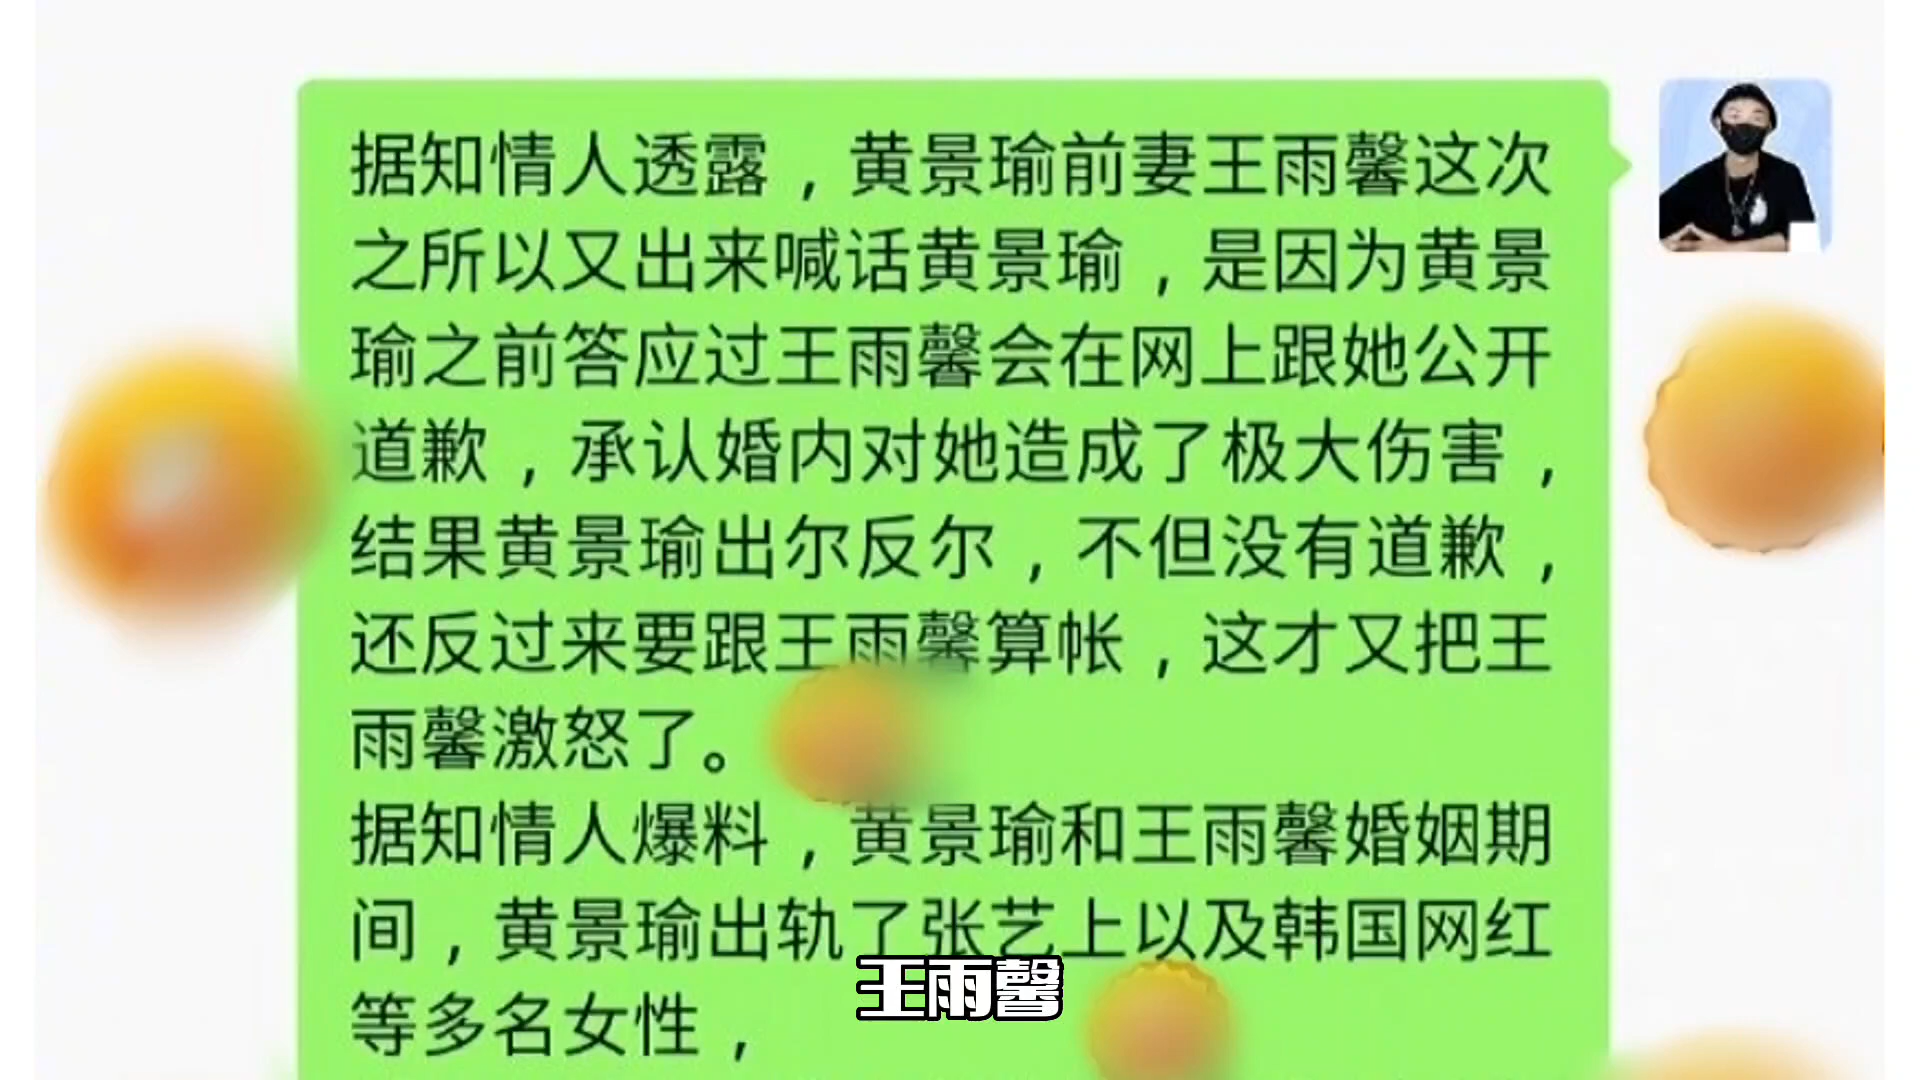 据知情人透露，黄景瑜前妻王雨馨这次
之所以又出来喊话黄景瑜，是因为黄景
瑜之前答应过王雨馨会在网上跟她公开
道歉，承认婚内对她造成了极大伤害，
结果黄景瑜出尔反尔，不但没有道歉，
还反过来要跟王雨馨算帐，这才又把王
雨馨激怒了。
据知情人爆料，黄景瑜和王雨馨婚姻期
间，黄景瑜出轨了张艺上以及韩国网红
等多名女性，
王雨馨